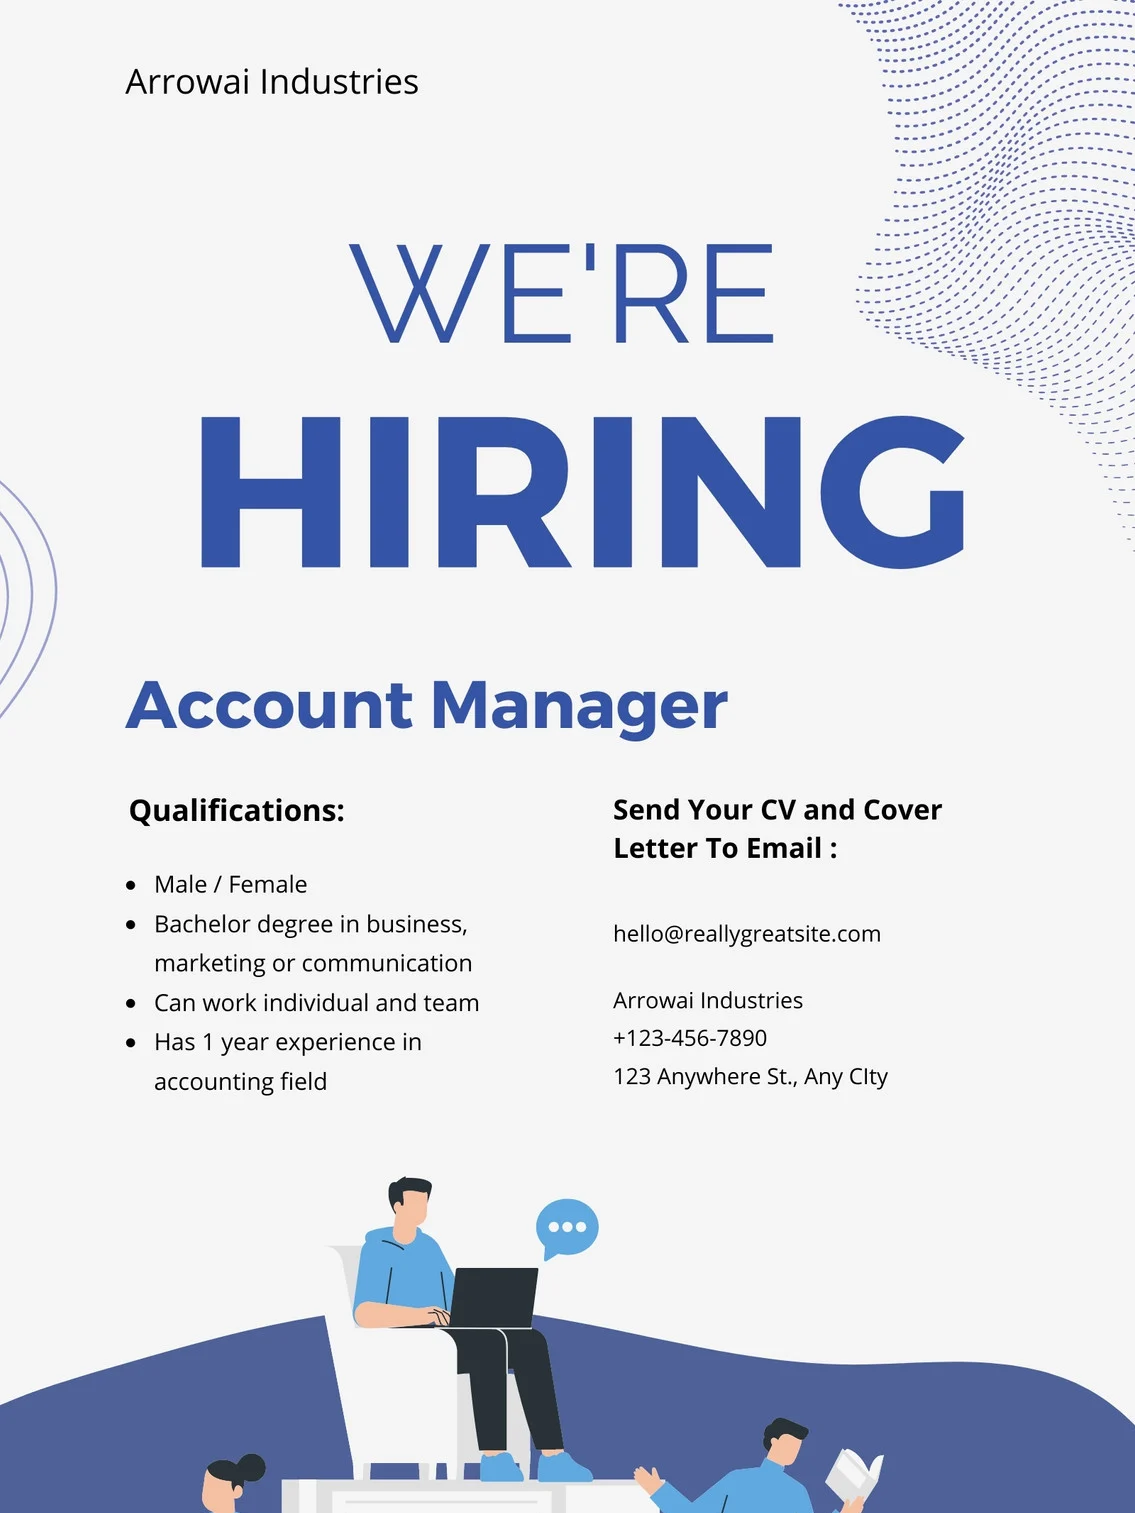 Arrowai Industries
WE'RE
HIRING
Account Manager
Qualifications:
• Male / Female
• Bachelor degree in business,
marketing or communication
• Can work individual and team
• Has 1 year experience in
accounting field
Send Your CV and Cover
Letter To Email :
hello@reallygreatsite.com
Arrowai Industries
+123-456-7890
123 Anywhere St., Any CIty